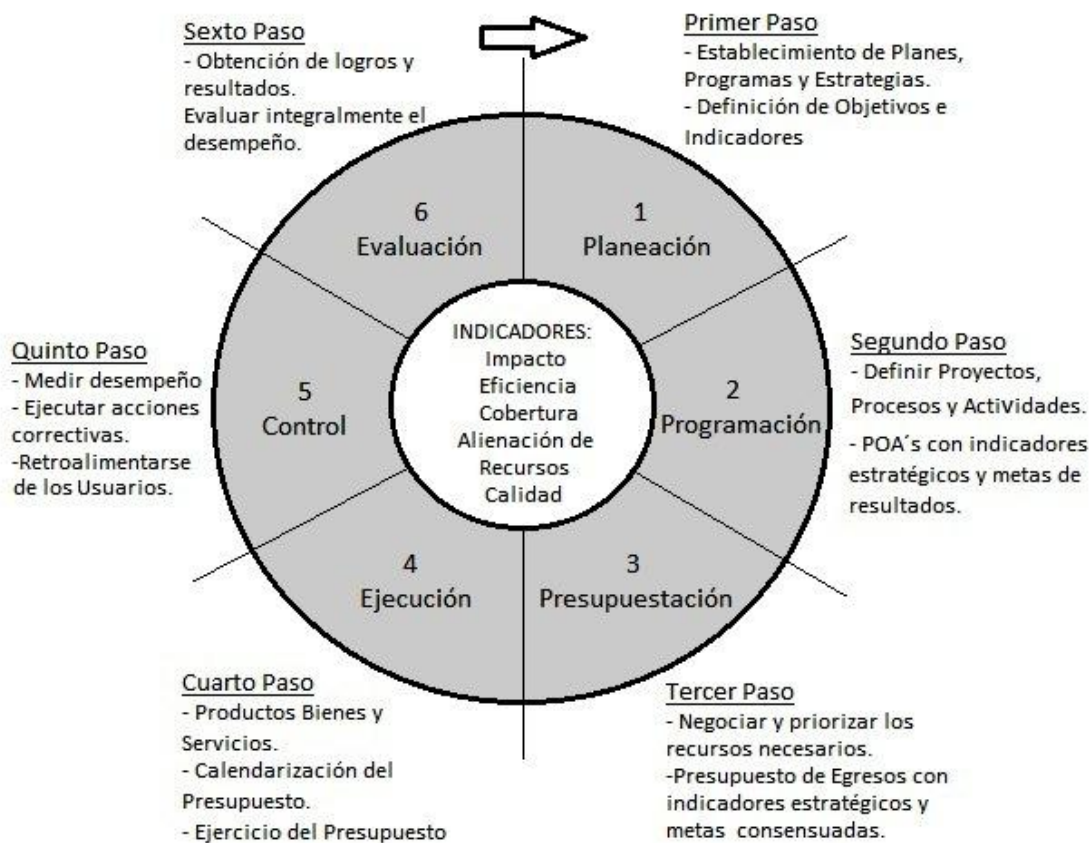 Primer Paso
- Establecimiento de Planes,
Programas y Estrategias.
- Definición de Objetivos e
Indicadores
Segundo Paso
- Definir Proyectos,
Procesos y ActiVidades.
- POA´s con indicadores
estratégicos y metas de
resultados.
Tercer Paso
- Negociar y priorizar los
recursos necesarios.
-Presupuesto de Egresos con
indicadores estratégicos y
metas consensuadas.
Cuarto Paso
- Productos Bienes y
Servicios.
- Calendarización del
Presupuesto.
- Ejercicio del Presupuesto
Quinto Paso
- Medir desempeño
- Ejecutar acciones
correctivas.
-Retroalimentarse
de los Usuarios.
Sexto Paso
- Obtención de logros y
resultados.
Evaluar integralmente el
desempeño.
1
Planeación
2
Programación
3
Presupuestación
4
Ejecución
5
Control
6
Evaluación
INDICADORES:
Impacto
Eficiencia
Cobertura
Alienación de
Recursos
Calidad